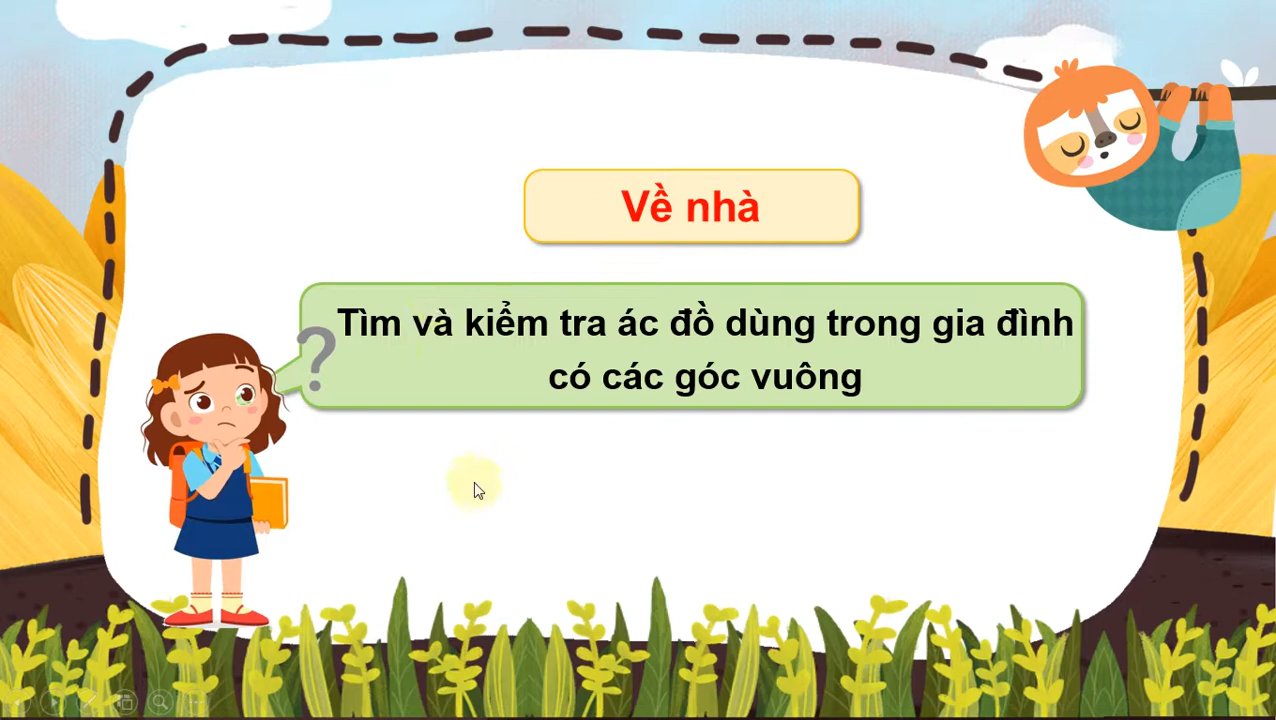 Về nhà
Tìm và kiểm tra ác đồ dùng trong gia đình
có các góc vuông
?